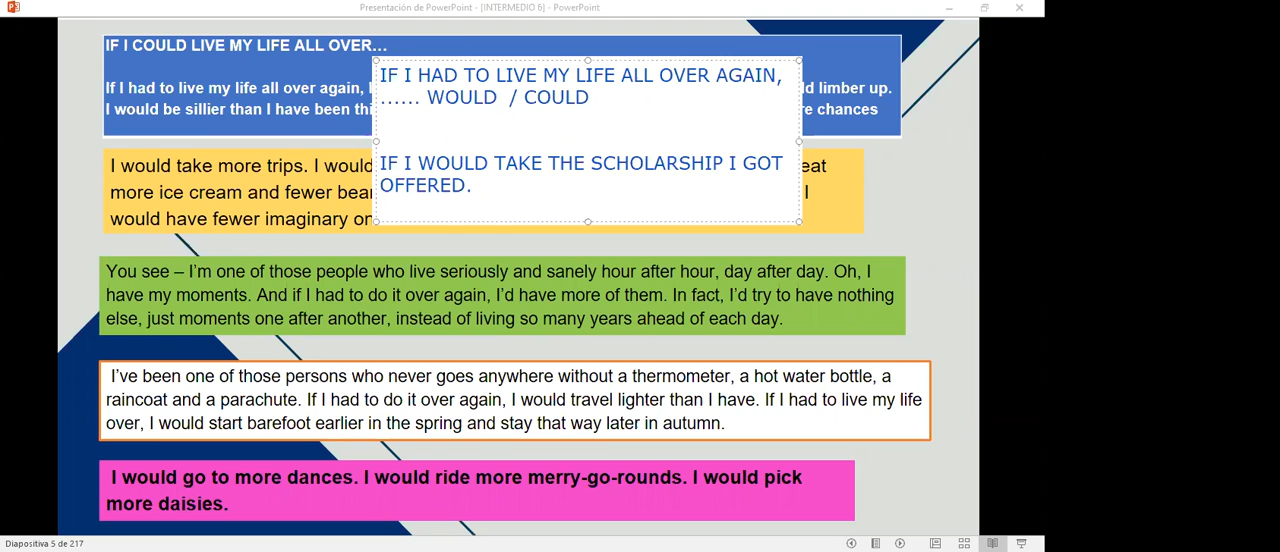 Presentación de PowerPoint - [INTERMEDIO 6] - PowerPoint
IF I COULD LIVE MY LIFE ALL OVER...
If I had to live my life all over again, d limber up.
I would be sillier than I have been thi e chances
IF I HAD TO LIVE MY LIFE ALL OVER AGAIN,
...... WOULD / COULD
IF I WOULD TAKE THE SCHOLARSHIP I GOT
OFFERED.
I would take more trips. I would eat
more ice cream and fewer bea I
would have fewer imaginary on
You see – I'm one of those people who live seriously and sanely hour after hour, day after day. Oh, I
have my moments. And if I had to do it over again, I'd have more of them. In fact, I'd try to have nothing
else, just moments one after another, instead of living so many years ahead of each day.
I've been one of those persons who never goes anywhere without a thermometer, a hot water bottle, a
raincoat and a parachute. If I had to do it over again, I would travel lighter than I have. If I had to live my life
over, I would start barefoot earlier in the spring and stay that way later in autumn.
I would go to more dances. I would ride more merry-go-rounds. I would pick
more daisies.
Diapositiva 5 de 217